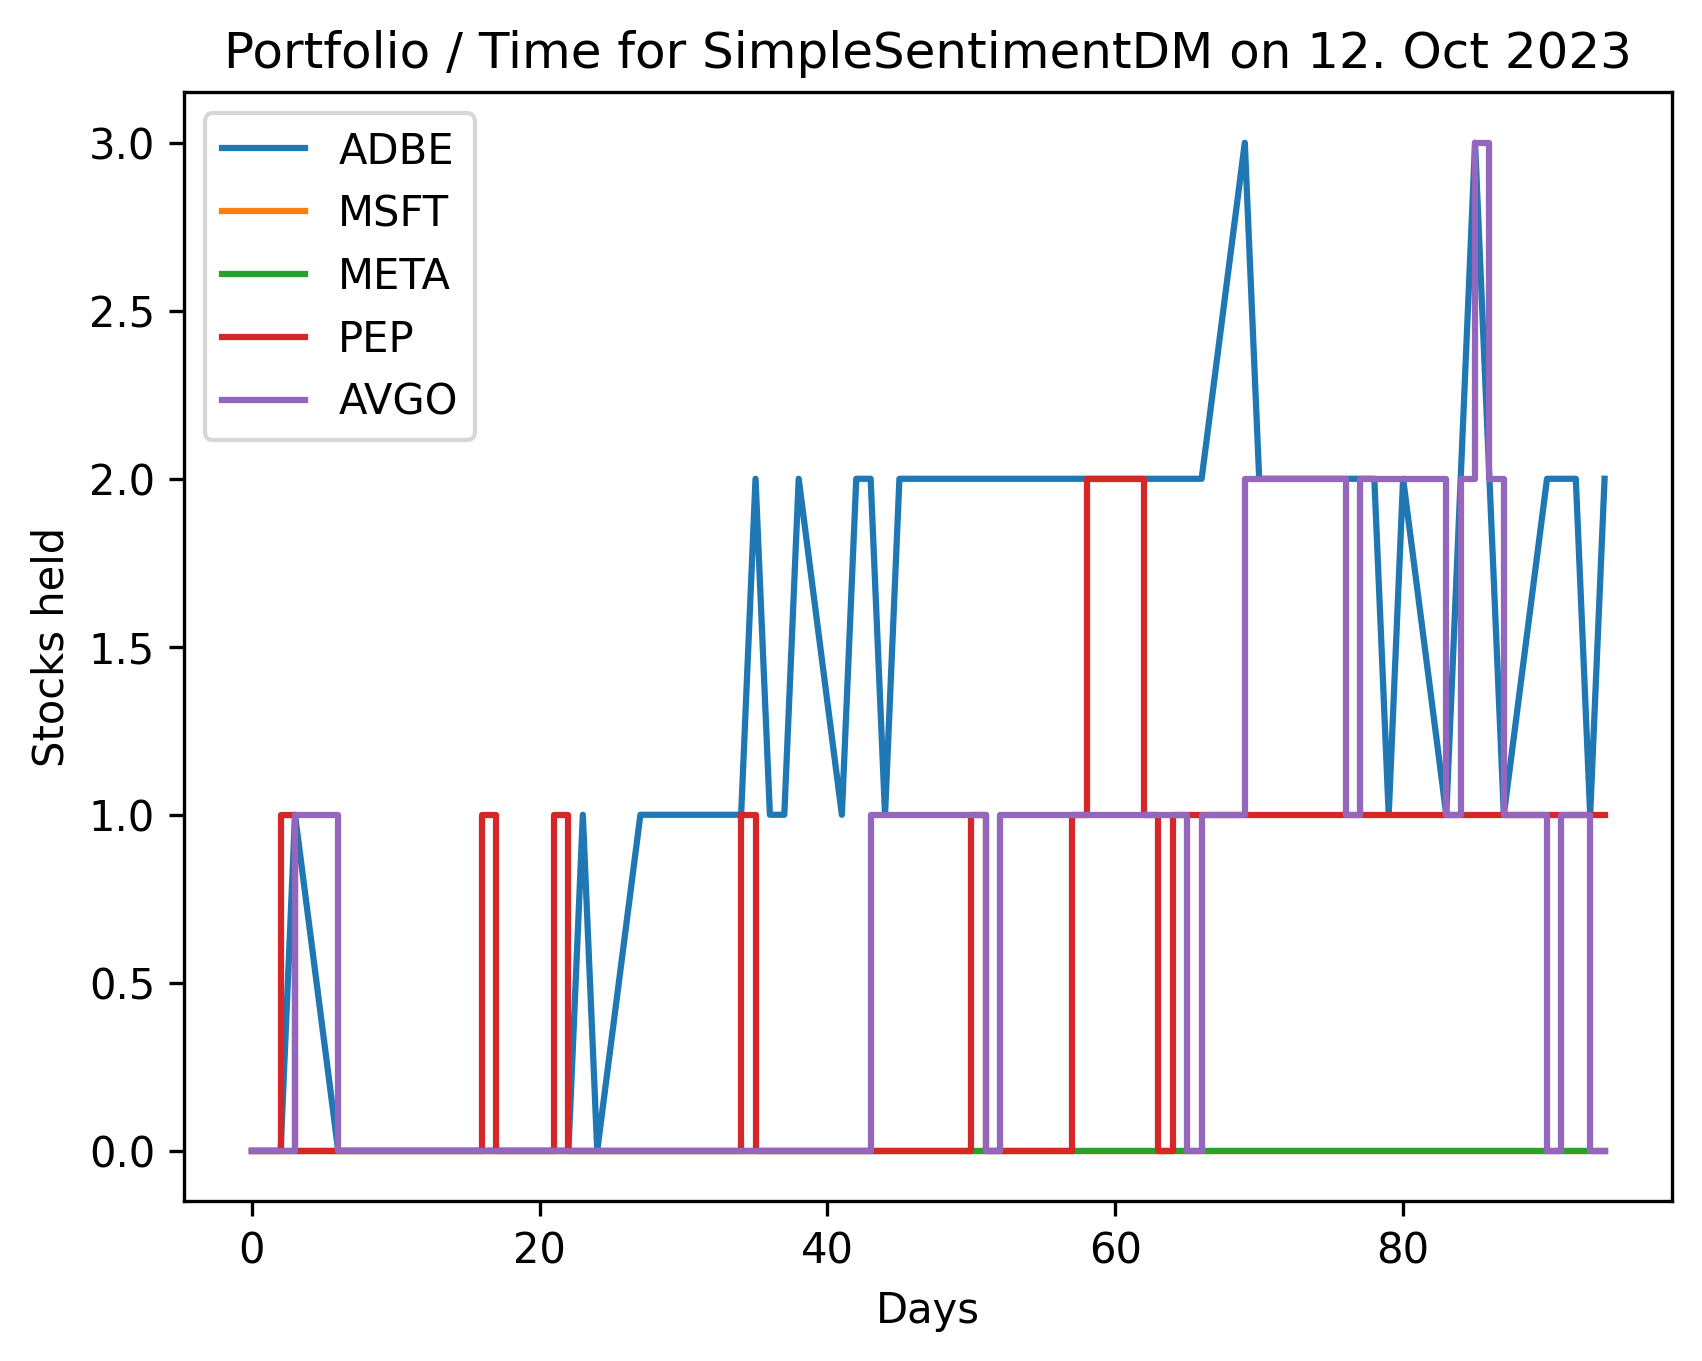 Portfolio / Time for SimpleSentimentDM on 12. Oct 2023
ADBE
MSFT
META
PEP
AVGO
3.0
2.5
2.0
1.5
1.0
0.5
0.0
Stocks held
0 20 40 60 80
Days